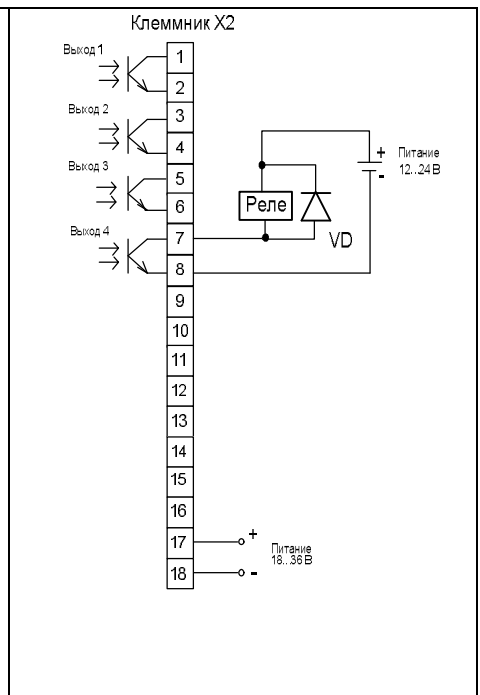 Клеммник X2
Выход 1
1
2
Выход 2
3
4
Выход 3
5
6
Выход 4
7
8
9
10
11
12
13
14
15
16
17
18
Реле
VD
+
-
Питание
12...24 В
+
-
Питание
18...36 В